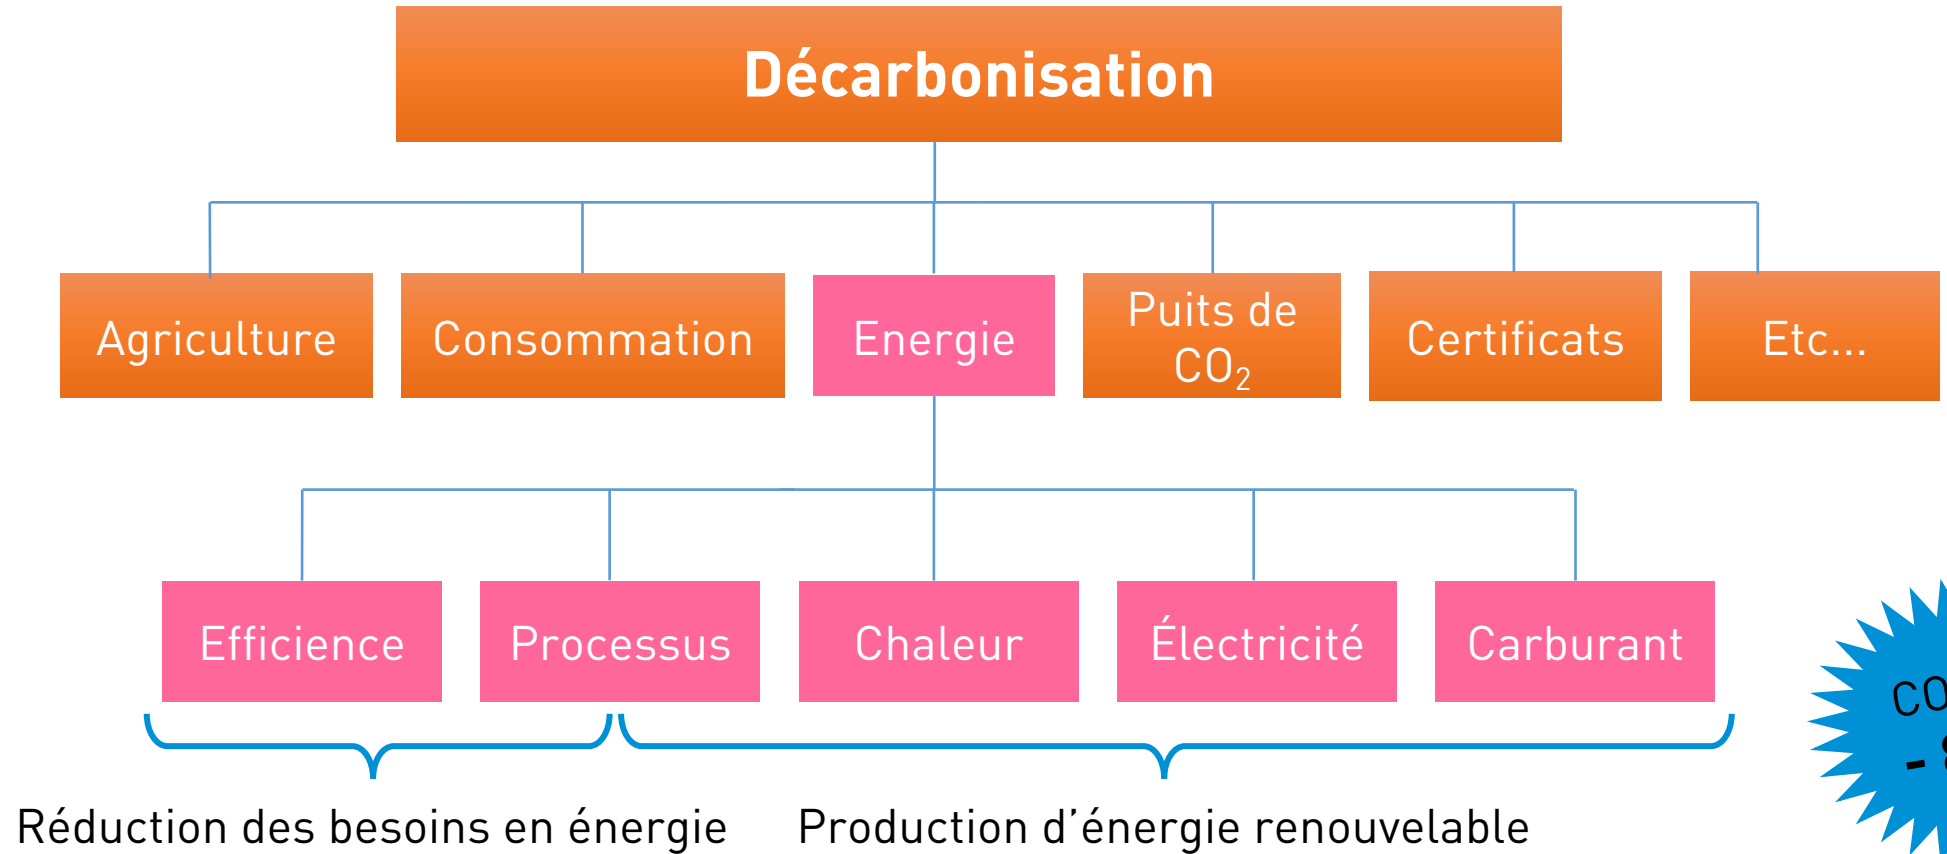 Décarbonisation
Agriculture
Consommation
Energie
Puits de
CO₂
Certificats
Etc...
Efficience
Processus
Chaleur
Électricité
Carburant
Réduction des besoins en énergie
Production d’énergie renouvelable